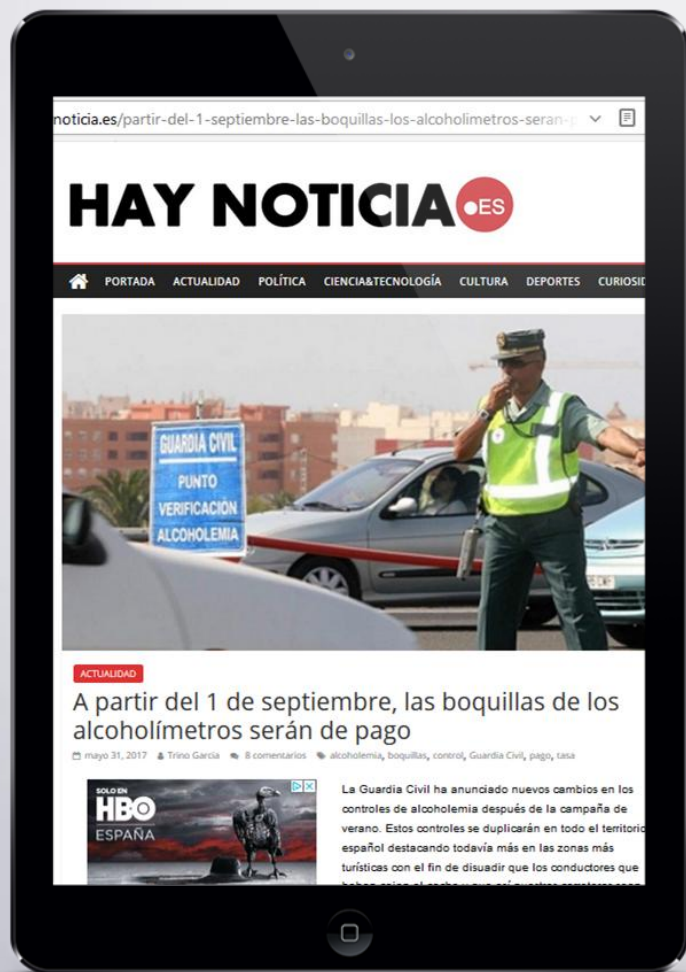 noticia.es/partir-del-1-septiembre-las-boquillas-los-alcoholimetros-seran-
HAY NOTICIA.ES
PORTADA ACTUALIDAD POLÍTICA CIENCIA&TECNOLOGÍA CULTURA DEPORTES CURIOSID
GUARDIA CIVIL
PUNTO
VERIFICACIÓN
ALCOHOLEMIA
ACTUALIDAD
A partir del 1 de septiembre, las boquillas de los
alcoholímetros serán de pago
mayo 31, 2017 Trino Garcia 8 comentarios alcoholemia, boquillas, control, Guardia Civil, pago, tasa
SOLO EN
HBO
ESPAÑA
La Guardia Civil ha anunciado nuevos cambios en los
controles de alcoholemia después de la campaña de
verano. Estos controles se duplicarán en todo el territorio
español destacando todavía más en las zonas más
turísticas con el fin de disuadir que los conductores que